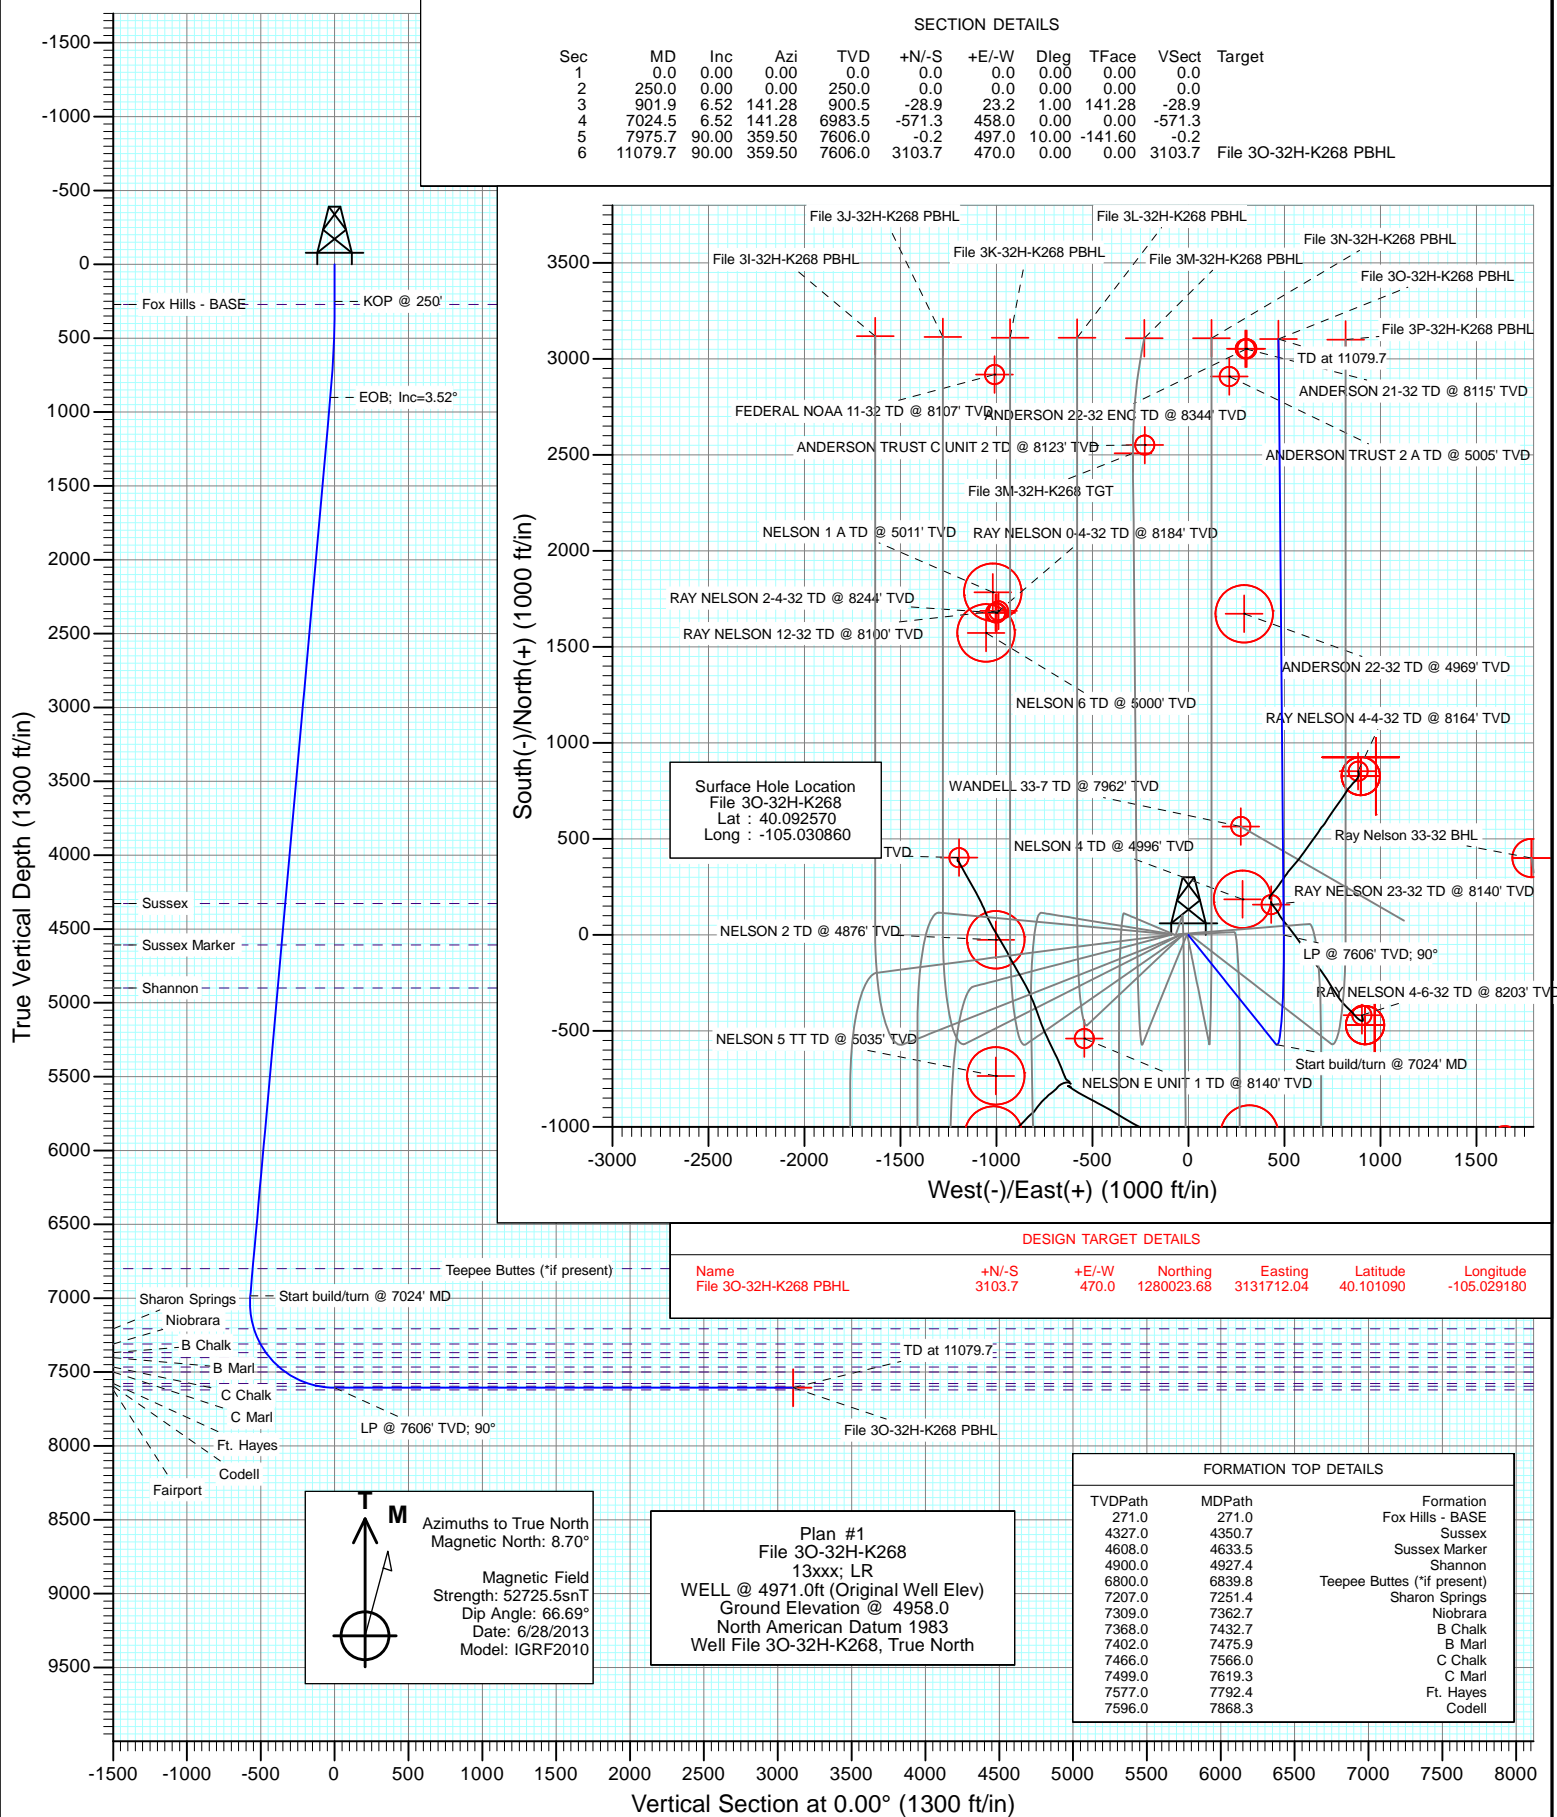 SECTION DETAILS
Sec MD Inc Azi TVD +N/-S +E/-W Dleg TFace VSect Target
1 0.0 0.00 0.00 0.0 0.0 0.0 0.0 0.00 0.0
2 250.0 0.00 0.00 250.0 0.0 0.0 0.0 0.00 0.0
3 901.9 6.52 141.28 900.5 -28.9 23.2 1.00 141.28 -28.9
4 7024.5 6.52 141.28 6983.5 -571.3 458.0 0.00 0.00 -571.3
5 7975.7 90.00 359.50 7606.0 -0.2 497.0 10.00 -141.60 -0.2
6 11079.7 90.00 359.50 7606.0 3103.7 470.0 0.00 0.00 3103.7 File 3O-32H-K268 PBHL
True Vertical Depth (1300 ft/in)
-1500
-1000
-500
0
500
1000
1500
2000
2500
3000
3500
4000
4500
5000
5500
6000
6500
7000
7500
8000
8500
9000
9500
Fox Hills - BASE
KOP @ 250'
EOB; Inc=3.52°
Sussex
Sussex Marker
Shannon
Teepee Buttes (*if present)
Start build/turn @ 7024' MD
Sharon Springs
Niobrara
B Chalk
B Marl
C Chalk
C Marl
Ft. Hayes
Codell
Fairport
LP @ 7606' TVD; 90°
TD at 11079.7
File 3O-32H-K268 PBHL
-1500 -1000 -500 0 500 1000 1500 2000 2500 3000 3500 4000 4500 5000 5500 6000 6500 7000 7500 8000
Vertical Section at 0.00° (1300 ft/in)
South(-)/North(+) (1000 ft/in)
3500
3000
2500
2000
1500
1000
500
0
-500
-1000
-3000 -2500 -2000 -1500 -1000 -500 0 500 1000 1500
West(-)/East(+) (1000 ft/in)
File 3J-32H-K268 PBHL
File 3L-32H-K268 PBHL
File 3N-32H-K268 PBHL
File 3I-32H-K268 PBHL
File 3K-32H-K268 PBHL
File 3M-32H-K268 PBHL
File 3O-32H-K268 PBHL
File 3P-32H-K268 PBHL
TD at 11079.7
ANDERSON 21-32 TD @ 8115' TVD
FEDERAL NOAA 11-32 TD @ 8107' TVD
ANDERSON 22-32 ENC TD @ 8344' TVD
ANDERSON TRUST C UNIT 2 TD @ 8123' TVD
ANDERSON TRUST 2 A TD @ 5005' TVD
File 3M-32H-K268 TGT
NELSON 1 A TD @ 5011' TVD
RAY NELSON 0-4-32 TD @ 8184' TVD
RAY NELSON 2-4-32 TD @ 8244' TVD
RAY NELSON 12-32 TD @ 8100' TVD
ANDERSON 22-32 TD @ 4969' TVD
NELSON 6 TD @ 5000' TVD
RAY NELSON 4-4-32 TD @ 8164' TVD
WANDELL 33-7 TD @ 7962' TVD
Surface Hole Location
File 3O-32H-K268
Lat : 40.092570
Long : -105.030860
Ray Nelson 33-32 BHL
NELSON 4 TD @ 4996' TVD
TVD
RAY NELSON 23-32 TD @ 8140' TVD
NELSON 2 TD @ 4876' TVD
LP @ 7606' TVD; 90°
RAY NELSON 4-6-32 TD @ 8203' TVD
NELSON 5 TT TD @ 5035' TVD
Start build/turn @ 7024' MD
NELSON E UNIT 1 TD @ 8140' TVD
DESIGN TARGET DETAILS
Name +N/-S +E/-W Northing Easting Latitude Longitude
File 3O-32H-K268 PBHL 3103.7 470.0 1280023.68 3131712.04 40.101090 -105.029180
T
M
Azimuths to True North
Magnetic North: 8.70°
Magnetic Field
Strength: 52725.5snT
Dip Angle: 66.69°
Date: 6/28/2013
Model: IGRF2010
Plan #1
File 3O-32H-K268
13xxx; LR
WELL @ 4971.0ft (Original Well Elev)
Ground Elevation @ 4958.0
North American Datum 1983
Well File 3O-32H-K268, True North
FORMATION TOP DETAILS
TVDPath MDPath Formation
271.0 271.0 Fox Hills - BASE
4327.0 4350.7 Sussex
4608.0 4633.5 Sussex Marker
4900.0 4927.4 Shannon
6800.0 6839.8 Teepee Buttes (*if present)
7207.0 7251.4 Sharon Springs
7309.0 7362.7 Niobrara
7368.0 7432.7 B Chalk
7402.0 7475.9 B Marl
7466.0 7566.0 C Chalk
7499.0 7619.3 C Marl
7577.0 7792.4 Ft. Hayes
7596.0 7868.3 Codell